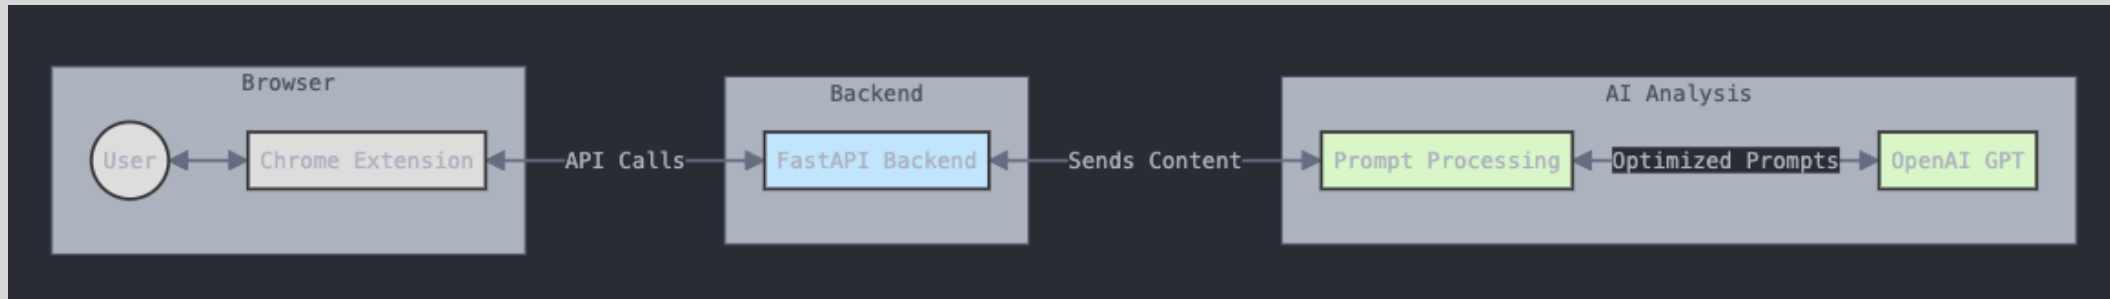 Browser
User
Chrome Extension
API Calls
Backend
FastAPI Backend
Sends Content
AI Analysis
Prompt Processing
Optimized Prompts
OpenAI GPT